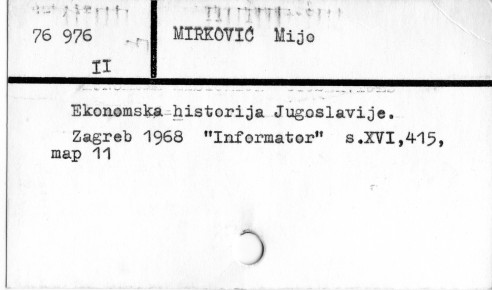 76 976
II
MIRKOVIĆ Mijo
Ekonomska historija Jugoslavije.
Zagreb 1968 "Informator" s.XVI,415,
map 11